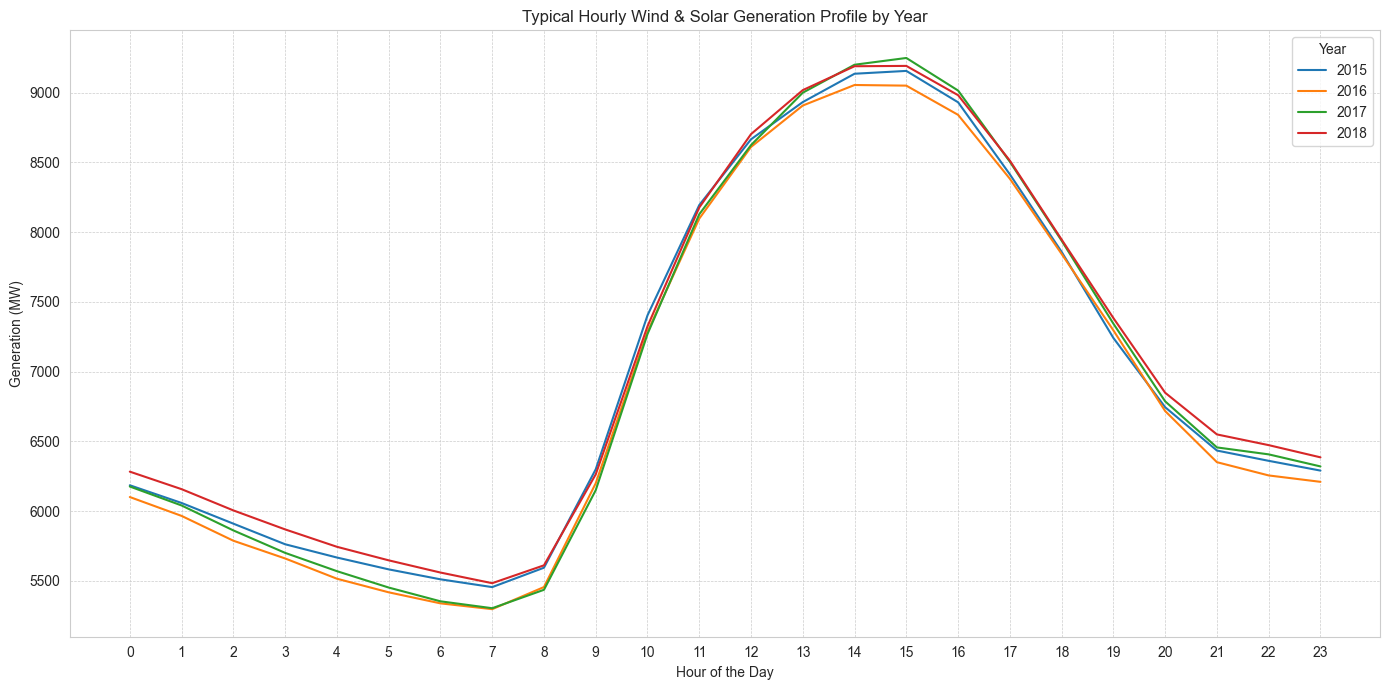 Typical Hourly Wind & Solar Generation Profile by Year
Year
2015
2016
2017
2018
Generation (MW)
9000
8500
8000
7500
7000
6500
6000
5500
0 1 2 3 4 5 6 7 8 9 10 11 12 13 14 15 16 17 18 19 20 21 22 23
Hour of the Day